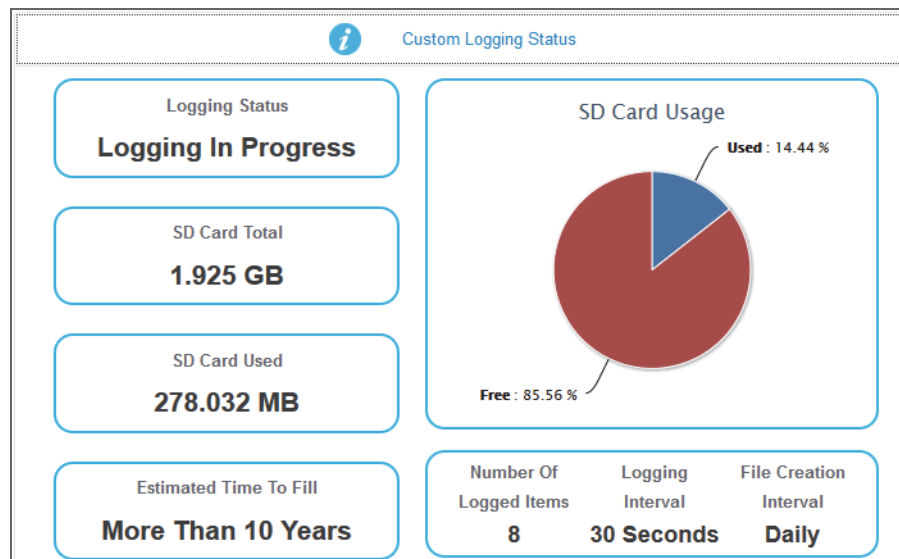 Custom Logging Status
Logging Status
Logging In Progress
SD Card Total
1.925 GB
SD Card Used
278.032 MB
Estimated Time To Fill
More Than 10 Years
SD Card Usage
Used : 14.44 %
Free : 85.56 %
Number Of
Logged Items
8
Logging
Interval
30 Seconds
File Creation
Interval
Daily